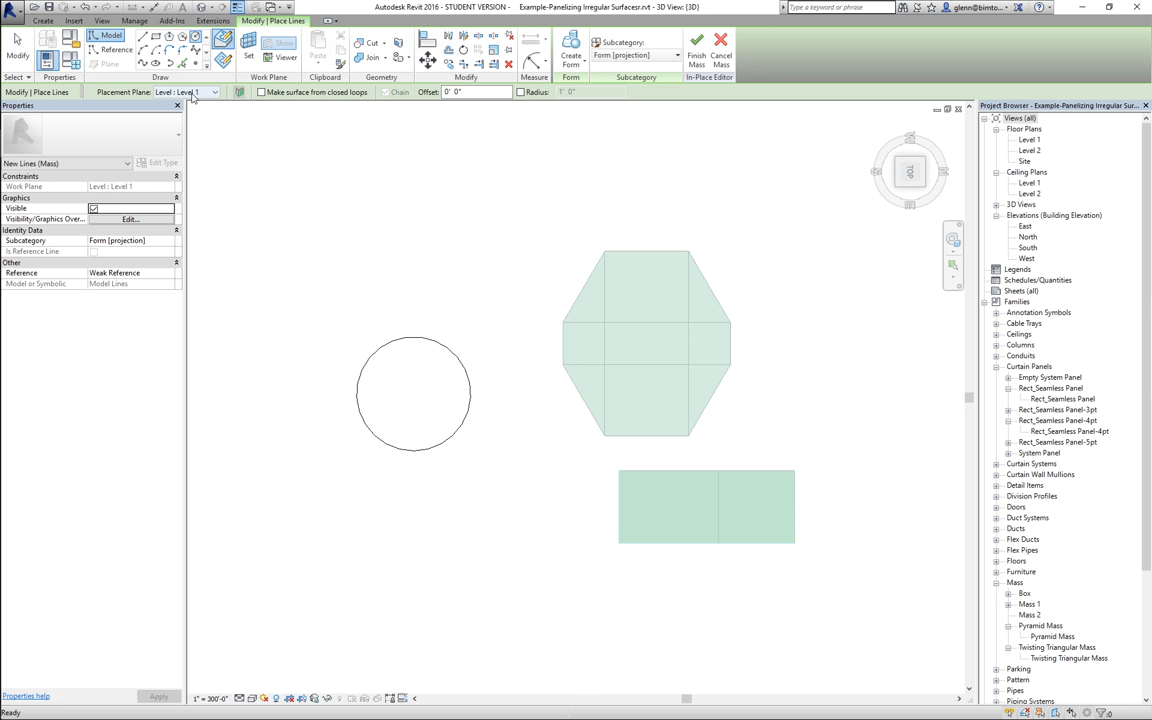 Autodesk Revit 2016 - STUDENT VERSION - Example-Panelizing Irregular Surfacesr.rvt - 3D View: {3D}
Type a keyword or phrase
glenn@bimto...
Create Insert View Manage Add-Ins Extensions Modify | Place Lines
Modify
Model
Reference
Plane
Set
Show
Viewer
Paste
Cut
Join
Create Form
Subcategory:
Form [projection]
Finish Mass
Cancel Mass
Select Properties Draw Work Plane Clipboard Geometry Modify Measure Form Subcategory In-Place Editor
Modify | Place Lines Placement Plane: Level : Level 1 Make surface from closed loops Chain Offset: 0' 0" Radius: 1' 0"
Properties
New Lines (Mass) Edit Type
Constraints
Work Plane Level : Level 1
Graphics
Visible
Visibility/Graphics Over... Edit...
Identity Data
Subcategory Form [projection]
Is Reference Line
Other
Reference Weak Reference
Model or Symbolic Model Lines
Properties help Apply
TOP
Project Browser - Example-Panelizing Irregular Sur...
Views (all)
Floor Plans
Level 1
Level 2
Site
Ceiling Plans
Level 1
Level 2
3D Views
Elevations (Building Elevation)
East
North
South
West
Legends
Schedules/Quantities
Sheets (all)
Families
Annotation Symbols
Cable Trays
Ceilings
Columns
Conduits
Curtain Panels
Empty System Panel
Rect_Seamless Panel
Rect_Seamless Panel
Rect_Seamless Panel-3pt
Rect_Seamless Panel-4pt
Rect_Seamless Panel-4pt
Rect_Seamless Panel-5pt
System Panel
Curtain Systems
Curtain Wall Mullions
Detail Items
Division Profiles
Doors
Duct Systems
Ducts
Flex Ducts
Flex Pipes
Floors
Furniture
Mass
Box
Mass 1
Mass 2
Pyramid Mass
Pyramid Mass
Twisting Triangular Mass
Twisting Triangular Mass
Parking
Pattern
Pipes
Piping Systems
1" = 300'-0"
Ready
:0